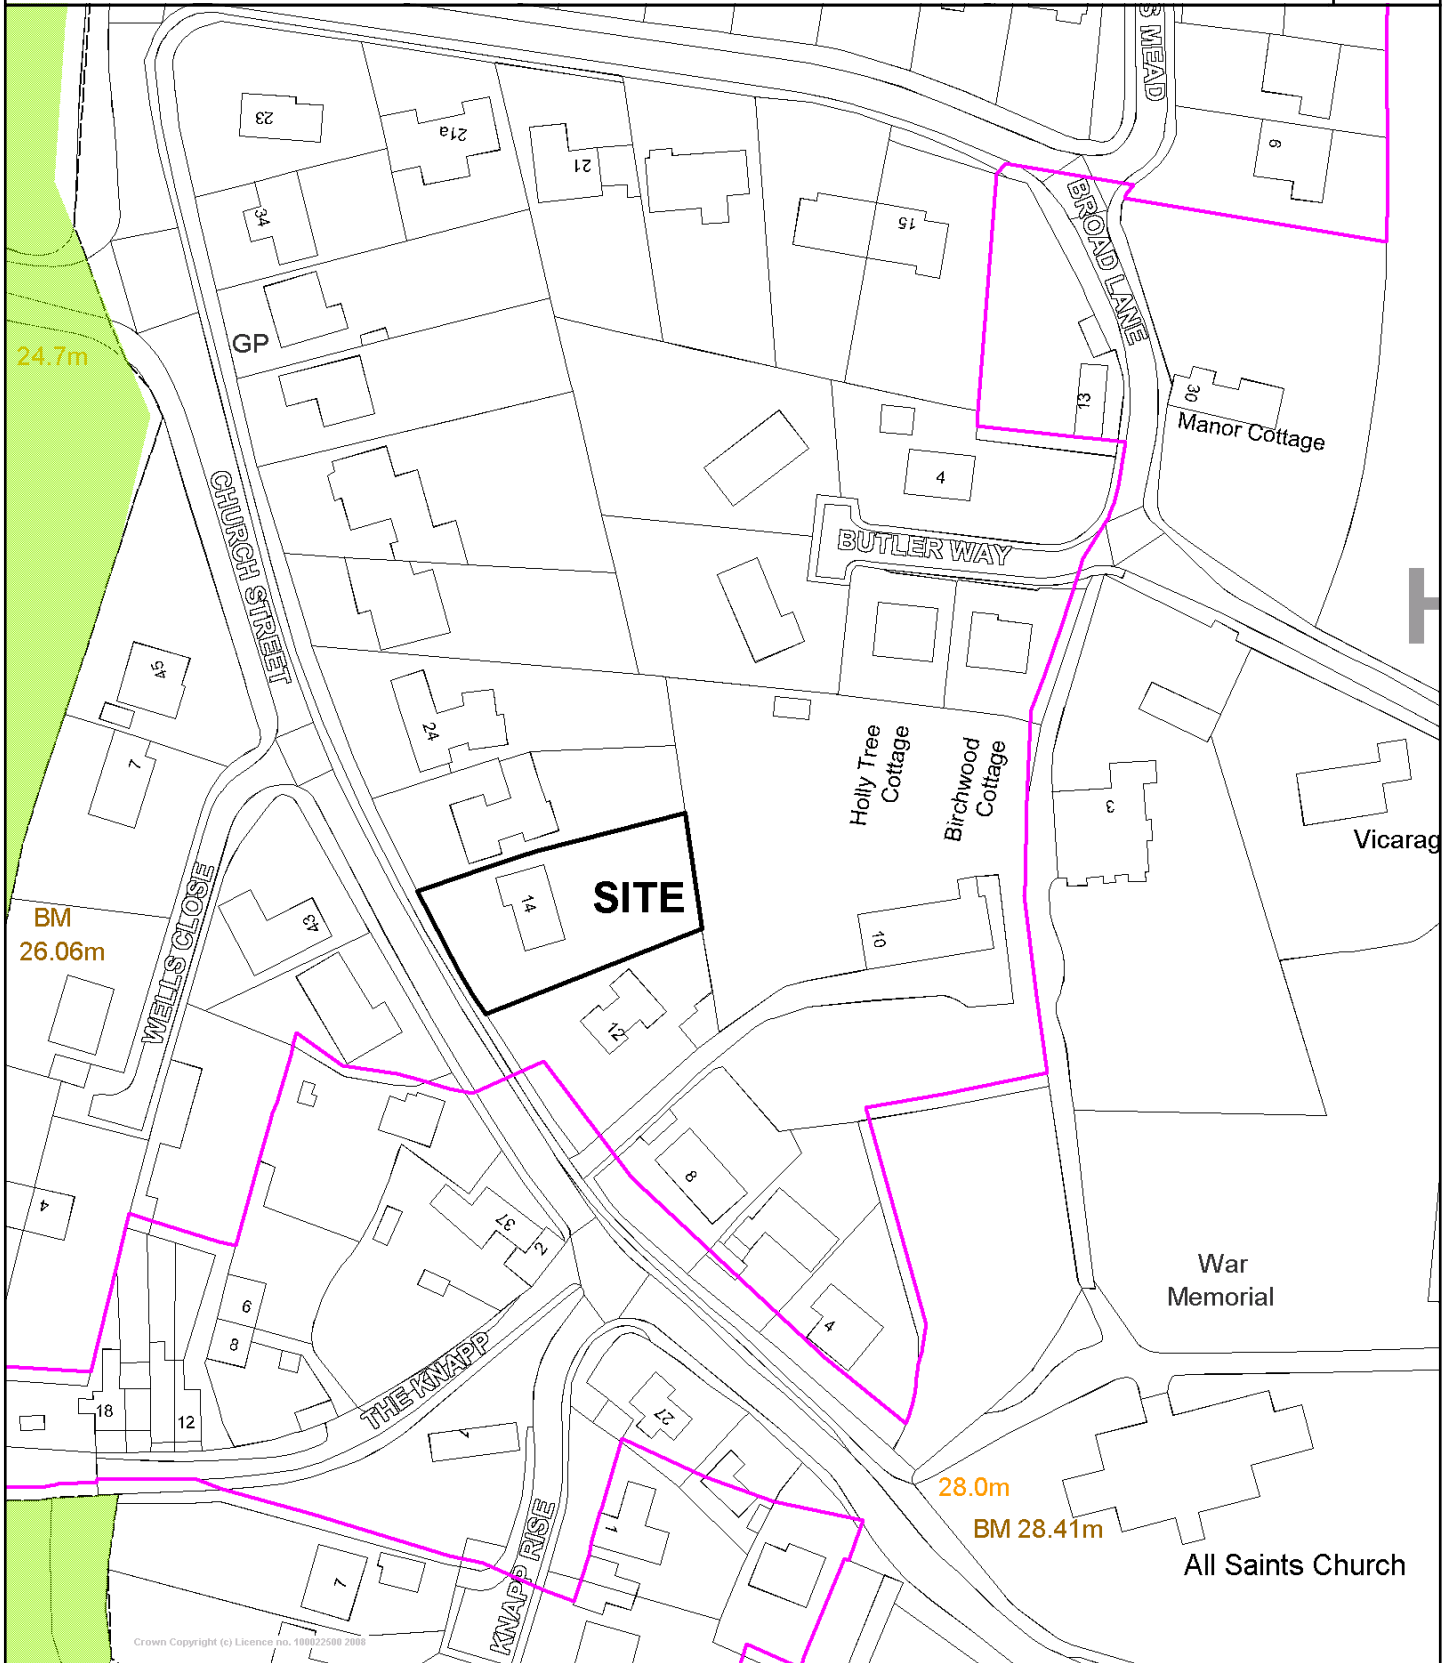 S MEAD
23
21a
21
6
34
15
BROAD LANE
GP
24.7m
13
30
Manor Cottage
4
CHURCH STREET
BUTLER WAY
H
45
24
7
Holly Tree
Cottage
Birchwood
Cottage
3
Vicarag
14
SITE
BM
26.06m
WELLS CLOSE
43
10
12
8
4
37
2
War
Memorial
6
8
4
THE KNAPP
18
12
27
7
28.0m
BM 28.41m
1
KNAPP RISE
All Saints Church
7
Crown Copyright (c) Licence no. 100022500 2008